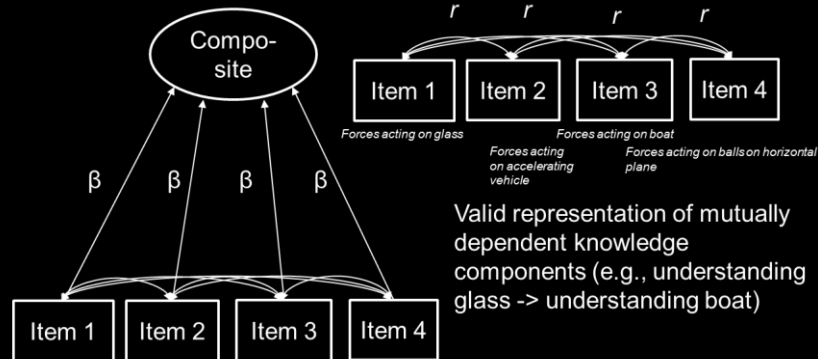 Compo-
site
β
β
β
β
Item 1
Item 2
Item 3
Item 4
r
r
r
r
Item 1
Item 2
Item 3
Item 4
Forces acting on glass
Forces acting
on accelerating
vehicle
Forces acting on boat
Forces acting on balls on horizontal
plane
Valid representation of mutually
dependent knowledge
components (e.g., understanding
glass -> understanding boat)